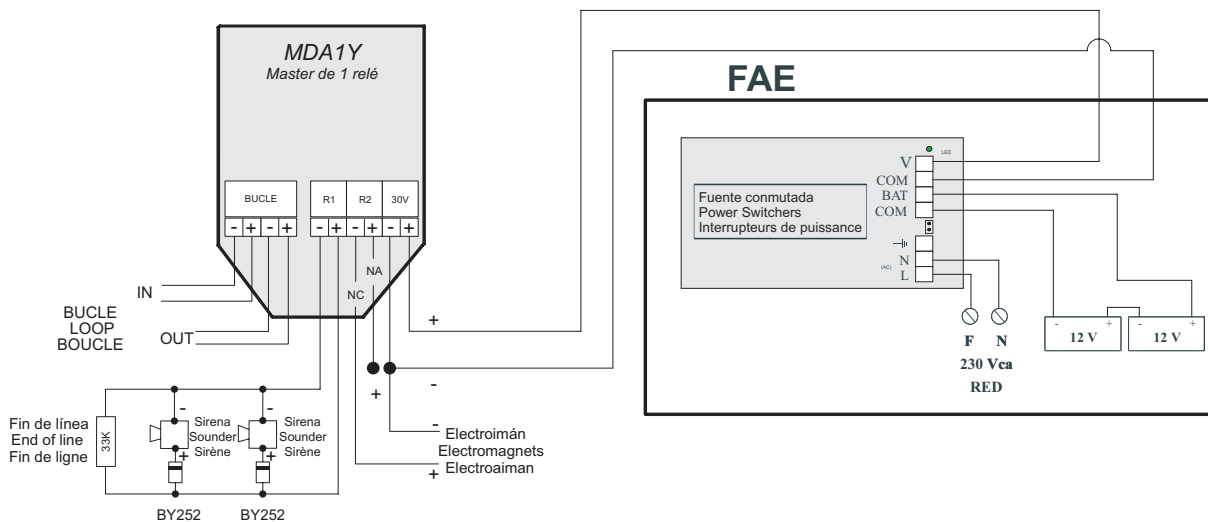 MDA1Y
Master de 1 relé
BUCLE R1 R2 30V
- + - + - + - + - +
NA
NC
IN
BUCLE
LOOP
BOUCLE
OUT
+
-
+
Fin de línea
End of line
Fin de ligne
33K
- Sirena
Sounder
+ Sirène
- Sirena
Sounder
+ Sirène
BY252 BY252
- Electroimán
Electromagnets
+ Electroaiman
FAE
LED
V
COM
BAT
COM
Fuente conmutada
Power Switchers
Interrupteurs de puissance
N
(AC)
L
F N
230 Vca
RED
- +
12 V
- +
12 V